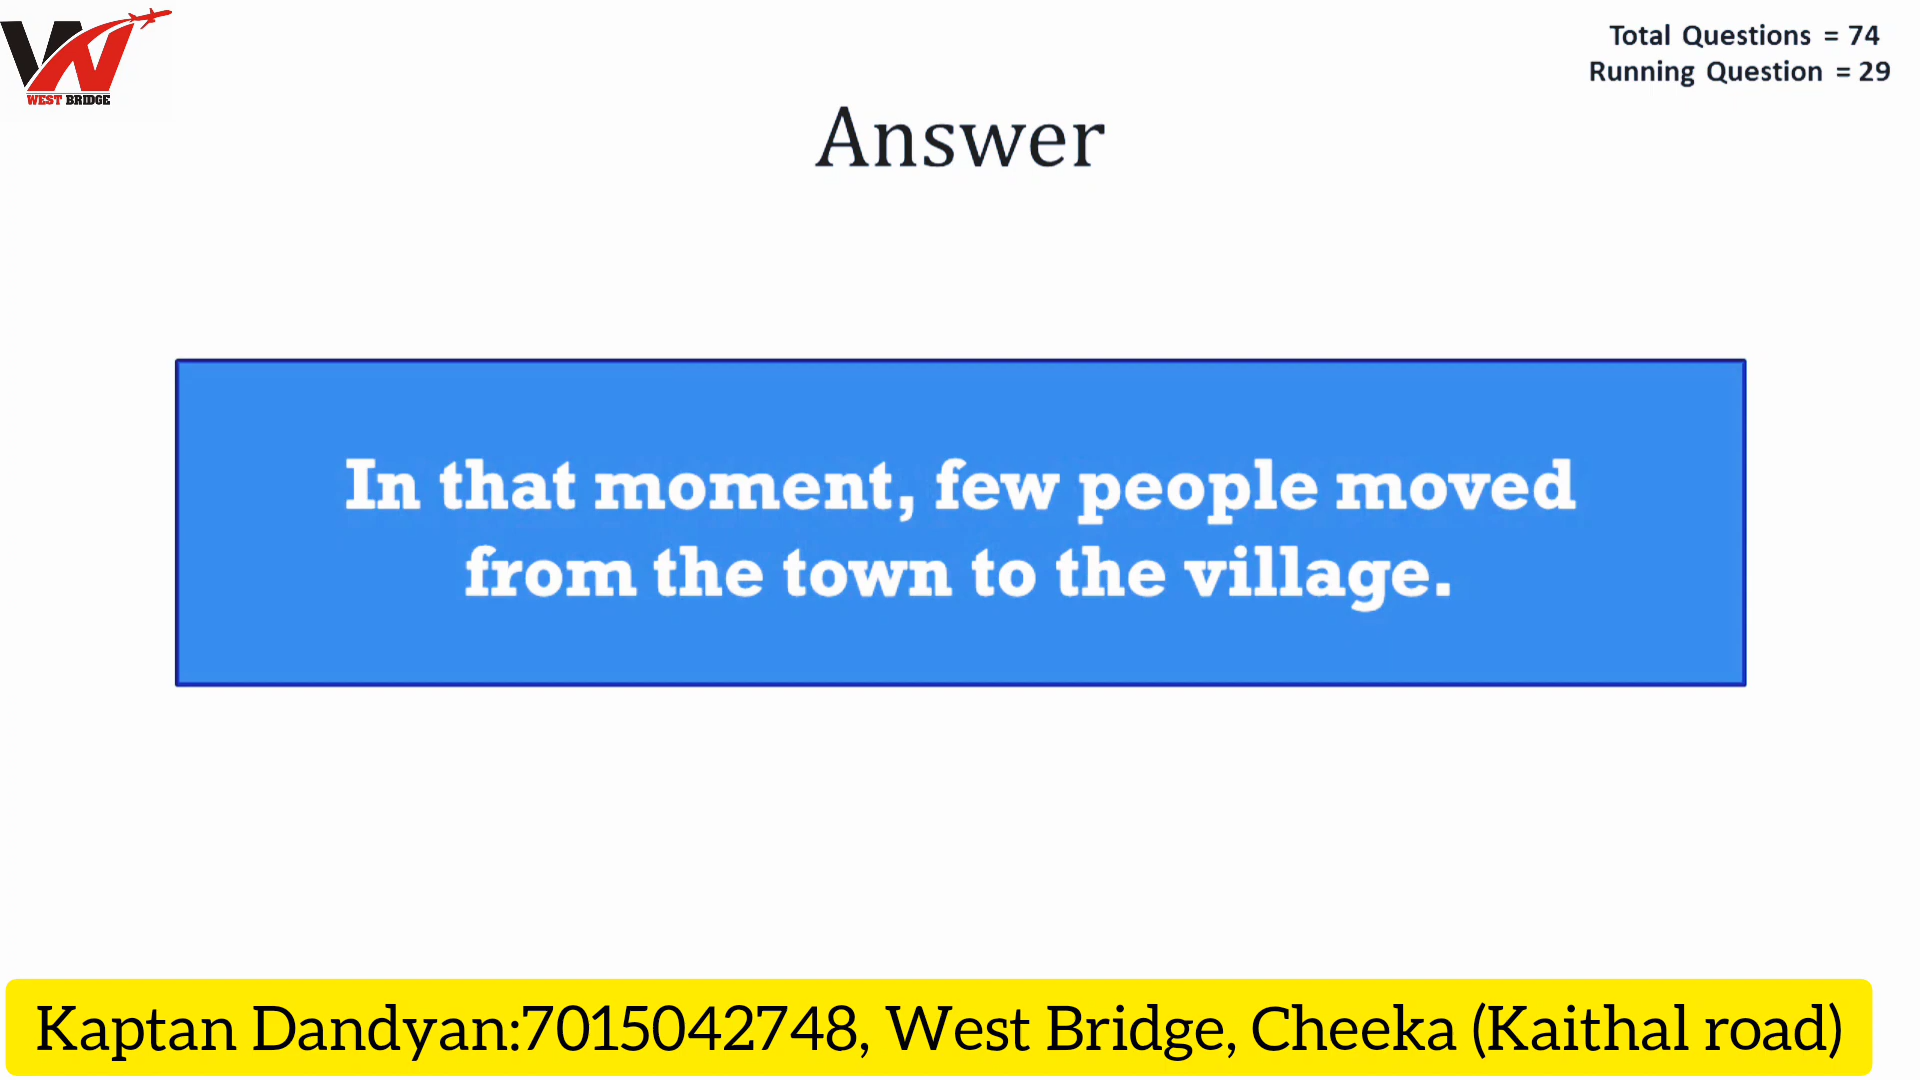 WEST BRIDGE
Total Questions = 74
Running Question = 29
Answer
In that moment, few people moved
from the town to the village.
Kaptan Dandyan:7015042748, West Bridge, Cheeka (Kaithal road)